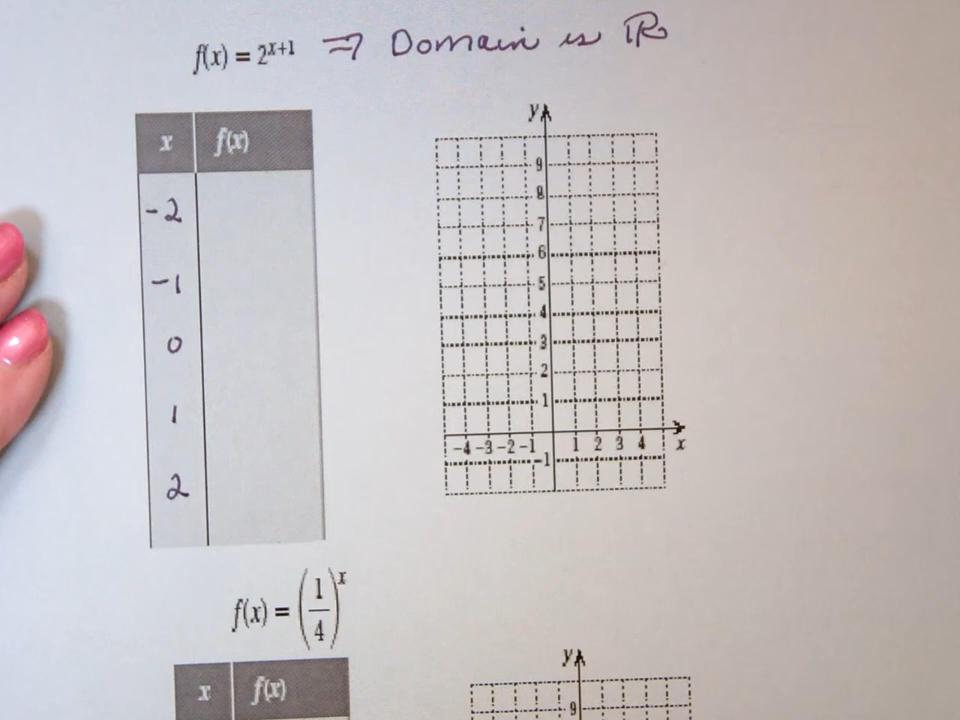 f(x) = 2^{x+1} ⇒ Domain is ℝ
x f(x)
-2
-1
0
1
2
y
9
8
7
6
5
4
3
2
1
-4 -3 -2 -1 1 2 3 4 x
-1
f(x) = (1/4)^x
x f(x)
y
9